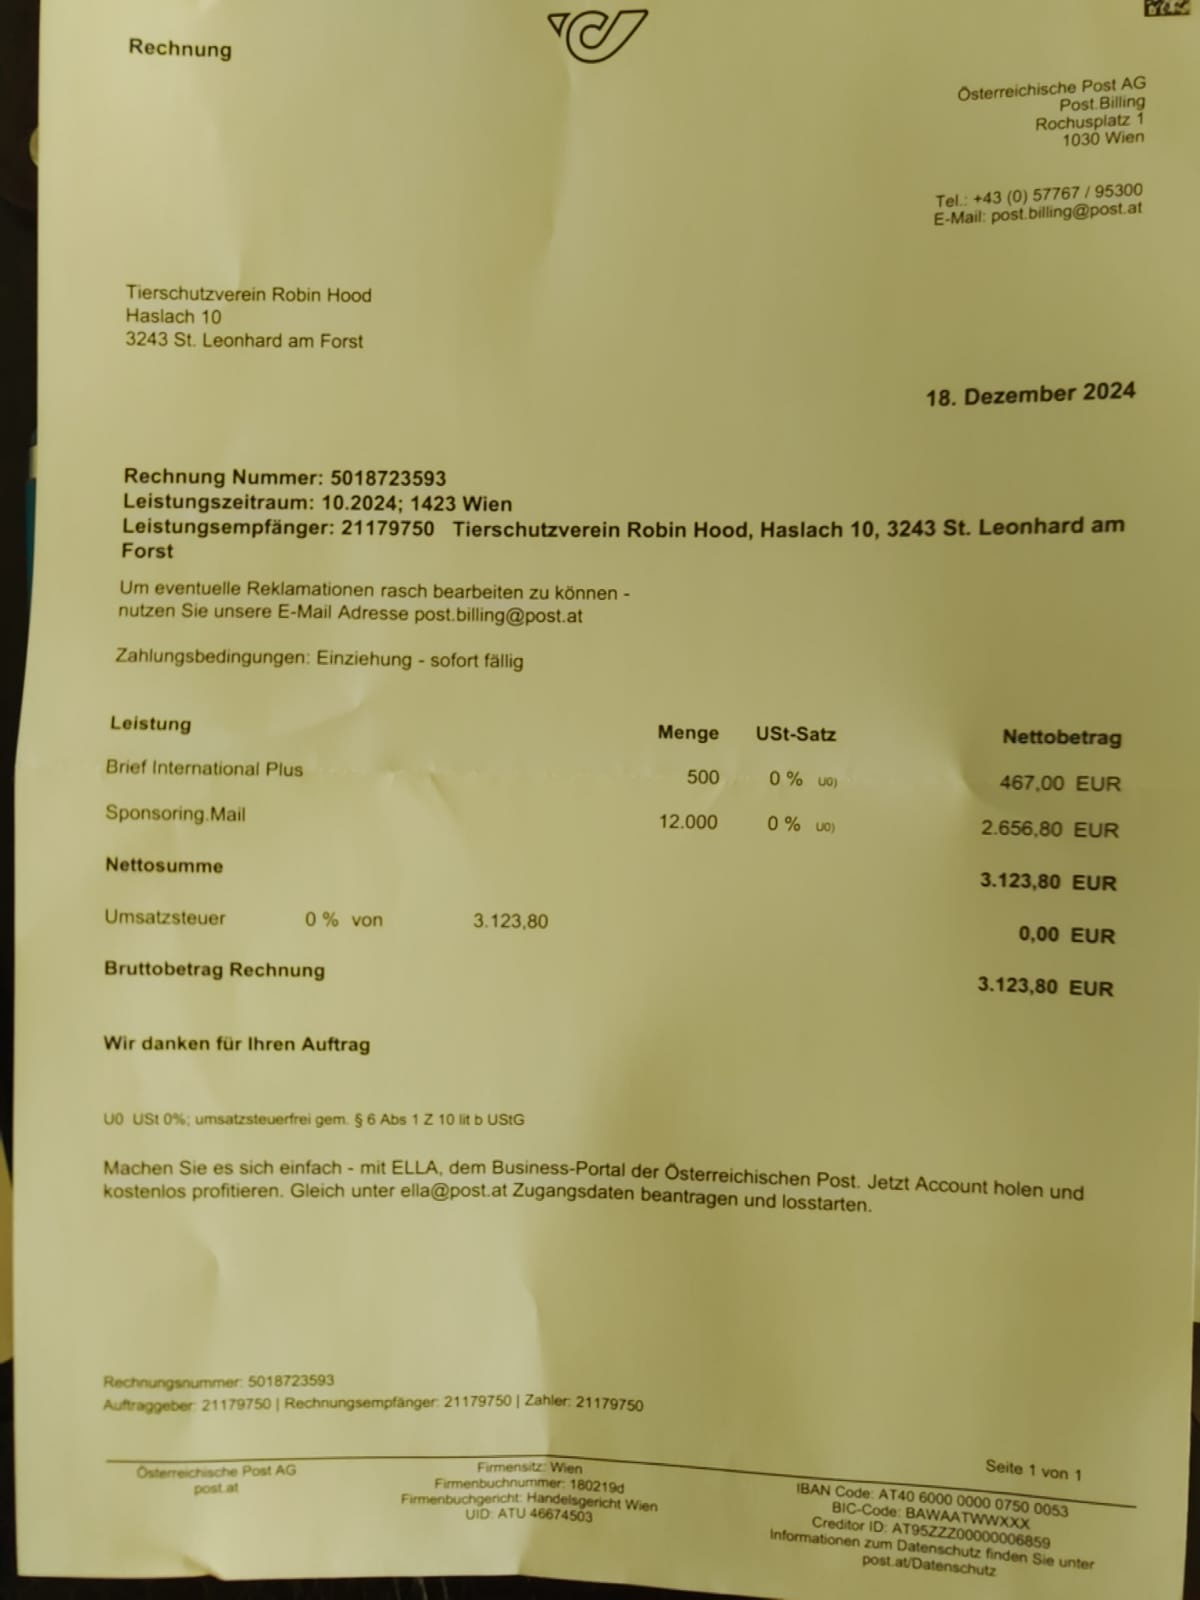 Rechnung
Österreichische Post AG
Post.Billing
Rochusplatz 1
1030 Wien
Tel.: +43 (0) 57767 / 95300
E-Mail: post.billing@post.at
Tierschutzverein Robin Hood
Haslach 10
3243 St. Leonhard am Forst
18. Dezember 2024
Rechnung Nummer: 5018723593
Leistungszeitraum: 10.2024; 1423 Wien
Leistungsempfänger: 21179750 Tierschutzverein Robin Hood, Haslach 10, 3243 St. Leonhard am
Forst
Um eventuelle Reklamationen rasch bearbeiten zu können -
nutzen Sie unsere E-Mail Adresse post.billing@post.at
Zahlungsbedingungen: Einziehung - sofort fällig
Leistung Menge USt-Satz Nettobetrag
Brief International Plus 500 0 % U0) 467,00 EUR
Sponsoring.Mail 12.000 0 % U0) 2.656,80 EUR
Nettosumme 3.123,80 EUR
Umsatzsteuer 0 % von 3.123,80 0,00 EUR
Bruttobetrag Rechnung 3.123,80 EUR
Wir danken für Ihren Auftrag
U0 USt 0%; umsatzsteuerfrei gem. § 6 Abs 1 Z 10 lit b UStG
Machen Sie es sich einfach - mit ELLA, dem Business-Portal der Österreichischen Post. Jetzt Account holen und
kostenlos profitieren. Gleich unter ella@post.at Zugangsdaten beantragen und losstarten.
Rechnungsnummer: 5018723593
Auftraggeber: 21179750 | Rechnungsempfänger: 21179750 | Zahler: 21179750
Seite 1 von 1
Österreichische Post AG
post.at
Firmensitz: Wien
Firmenbuchnummer: 180219d
Firmenbuchgericht: Handelsgericht Wien
UID: ATU 46674503
IBAN Code: AT40 6000 0000 0750 0053
BIC-Code: BAWAATWWXXX
Creditor ID: AT95ZZZ00000006859
Informationen zum Datenschutz finden Sie unter
post.at/Datenschutz